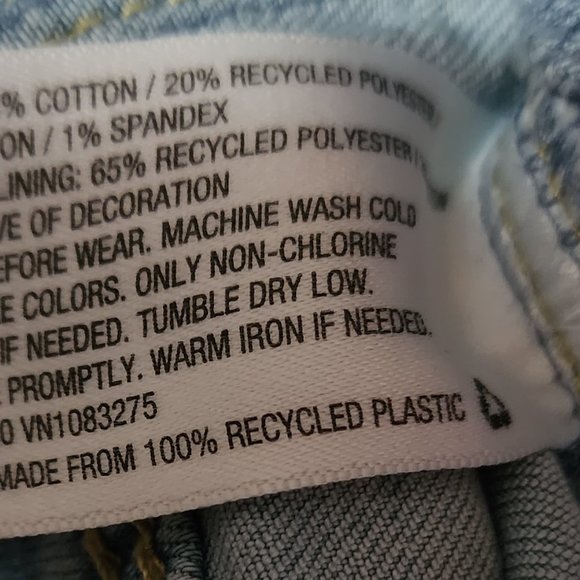 % COTTON / 20% RECYCLED POLYESTER
ON / 1% SPANDEX
LINING: 65% RECYCLED POLYESTER /
VE OF DECORATION
EFORE WEAR. MACHINE WASH COLD
E COLORS. ONLY NON-CHLORINE
IF NEEDED. TUMBLE DRY LOW.
PROMPTLY. WARM IRON IF NEEDED.
0 VN1083275
MADE FROM 100% RECYCLED PLASTIC